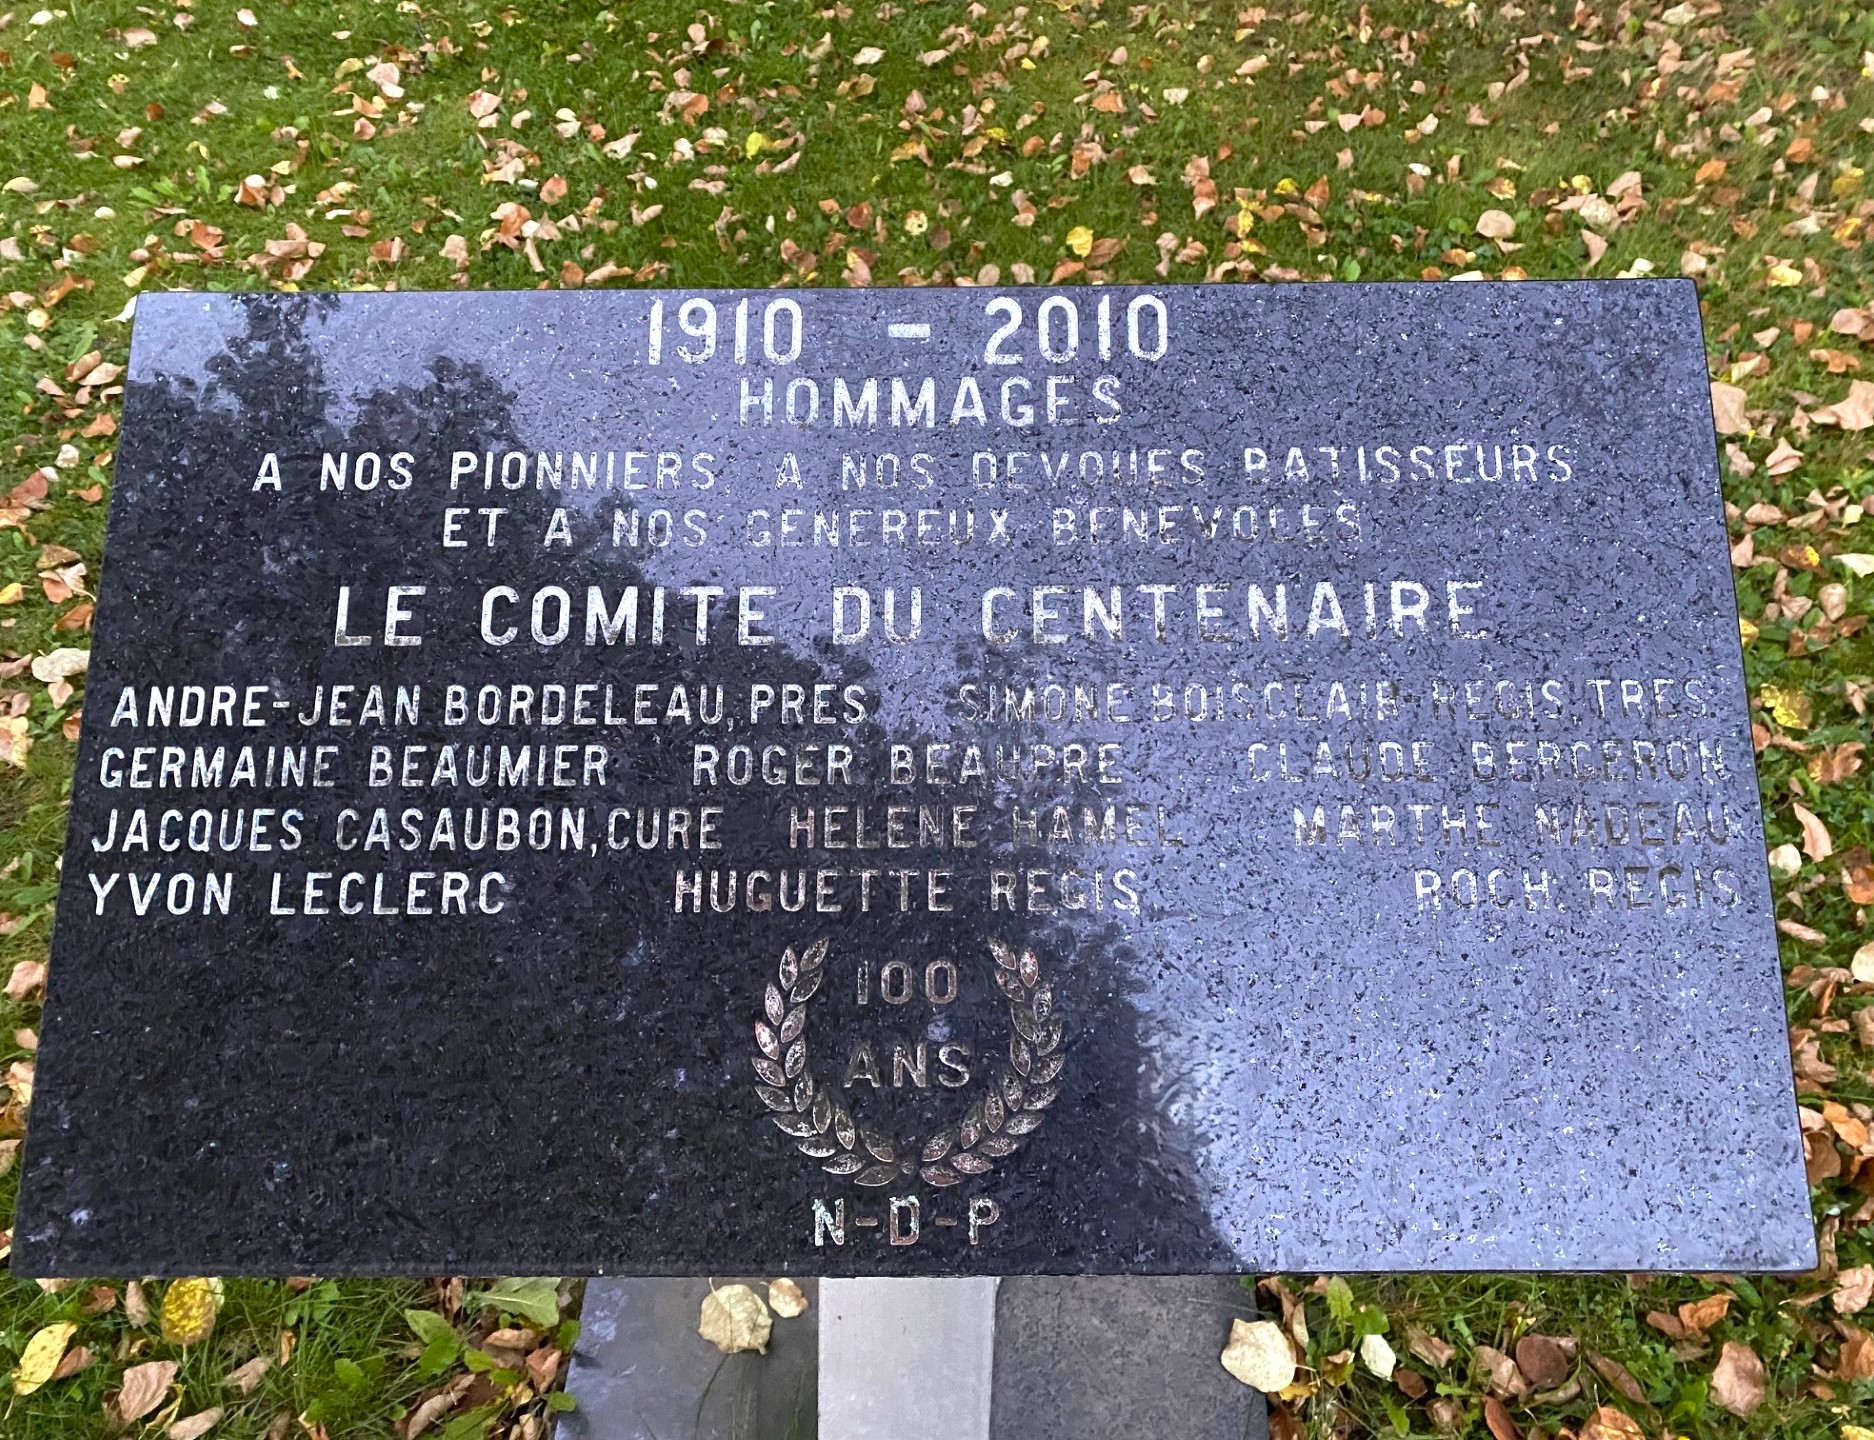 1910 - 2010
HOMMAGES
A NOS PIONNIERS, A NOS DEVOUES BATISSEURS
ET A NOS GENEREUX BENEVOLES
LE COMITE DU CENTENAIRE
ANDRE-JEAN BORDELEAU, PRES SIMONE BOISCLAIR-REGIS, TRES.
GERMAINE BEAUMIER ROGER BEAUPRE CLAUDE BERGERON
JACQUES CASAUBON, CURE HELENE HAMEL MARTHE NADEAU
YVON LECLERC HUGUETTE REGIS ROCH REGIS
100
ANS
N-D-P